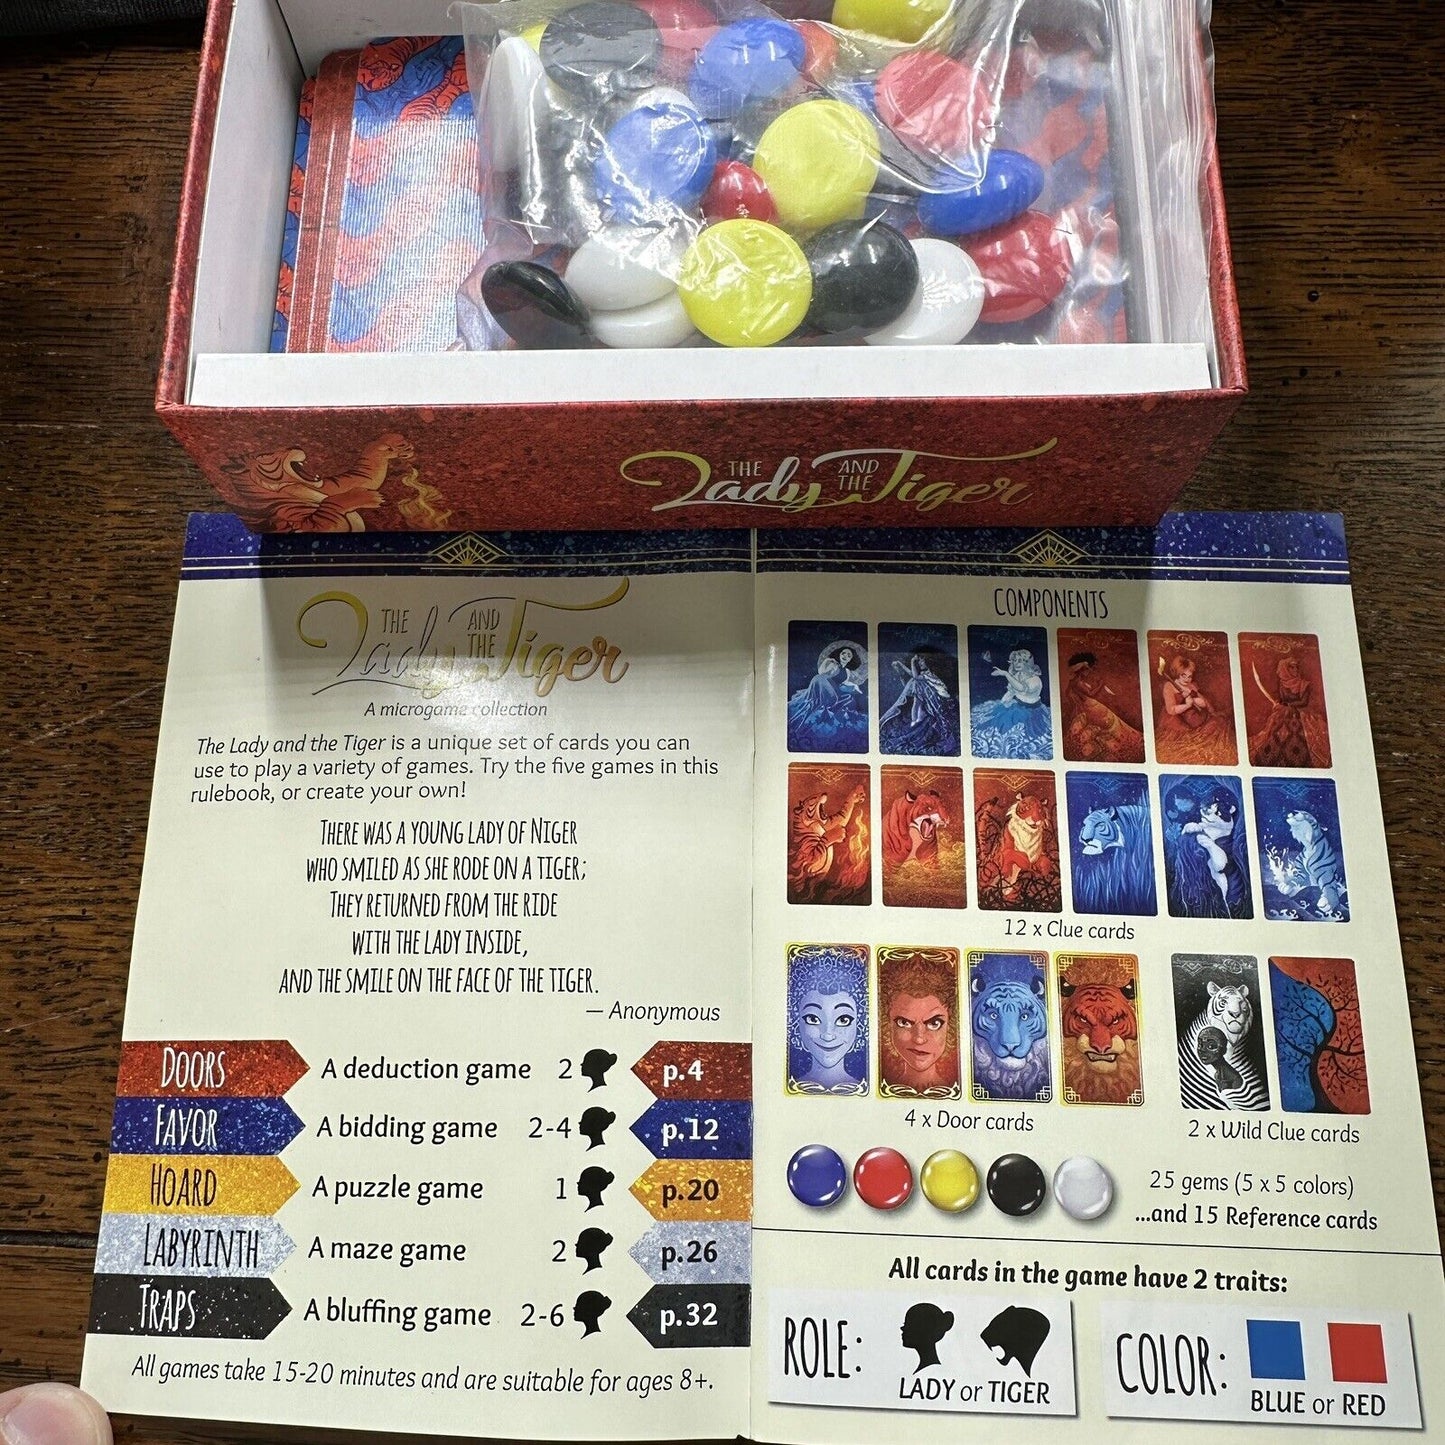 THE Lady AND THE Tiger
THE Lady AND THE Tiger
A microgame collection
The Lady and the Tiger is a unique set of cards you can
use to play a variety of games. Try the five games in this
rulebook, or create your own!
THERE WAS A YOUNG LADY OF NIGER
WHO SMILED AS SHE RODE ON A TIGER;
THEY RETURNED FROM THE RIDE
WITH THE LADY INSIDE,
AND THE SMILE ON THE FACE OF THE TIGER.
— Anonymous
DOORS A deduction game 2 p.4
FAVOR A bidding game 2-4 p.12
HOARD A puzzle game 1 p.20
LABYRINTH A maze game 2 p.26
TRAPS A bluffing game 2-6 p.32
All games take 15-20 minutes and are suitable for ages 8+.
COMPONENTS
12 x Clue cards
4 x Door cards
2 x Wild Clue cards
25 gems (5 x 5 colors)
...and 15 Reference cards
All cards in the game have 2 traits:
ROLE: LADY or TIGER
COLOR: BLUE or RED